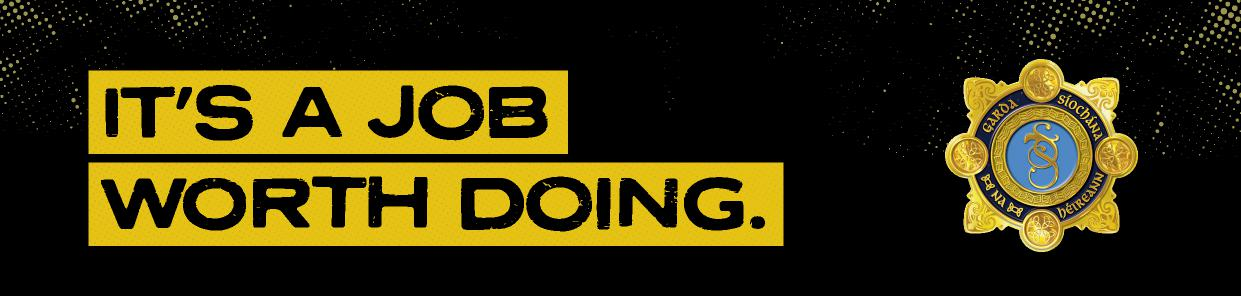 IT'S A JOB
WORTH DOING.
GARDA SÍOCHÁNA
NA HÉIREANN